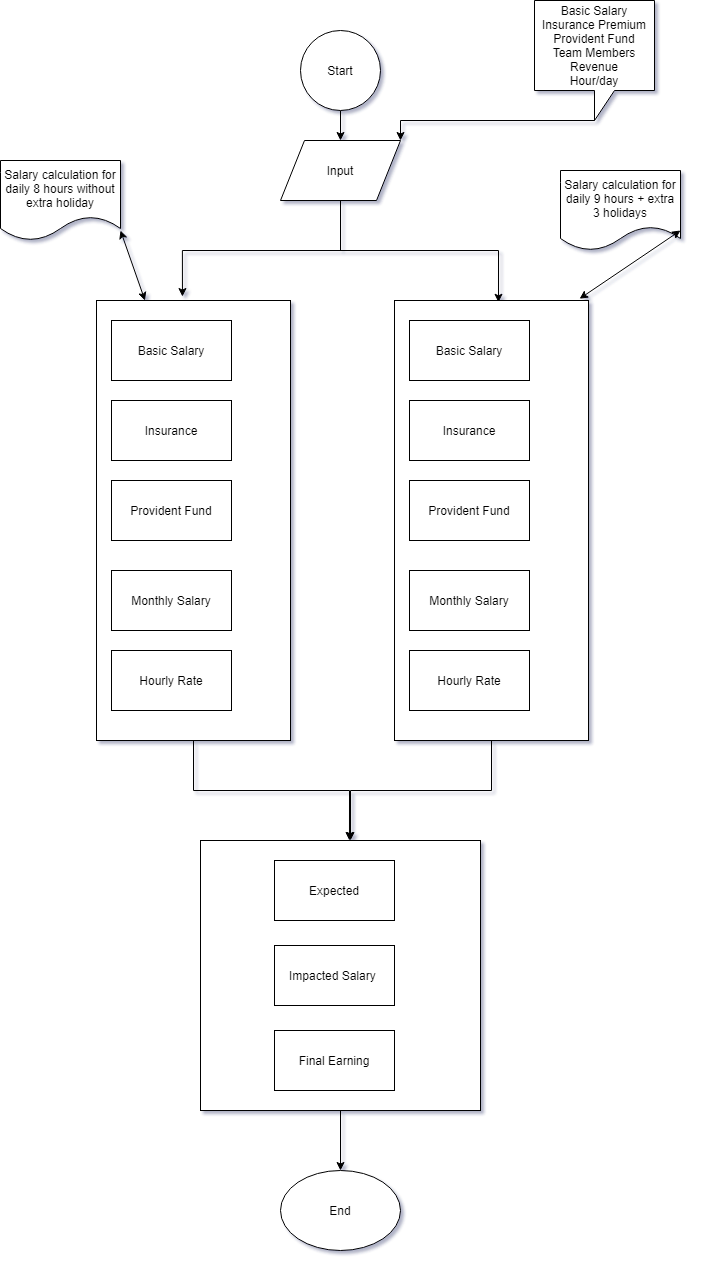 Basic Salary
Insurance Premium
Provident Fund
Team Members
Revenue
Hour/day
Start
Input
Salary calculation for
daily 8 hours without
extra holiday
Salary calculation for
daily 9 hours + extra
3 holidays
Basic Salary
Insurance
Provident Fund
Monthly Salary
Hourly Rate
Basic Salary
Insurance
Provident Fund
Monthly Salary
Hourly Rate
Expected
Impacted Salary
Final Earning
End